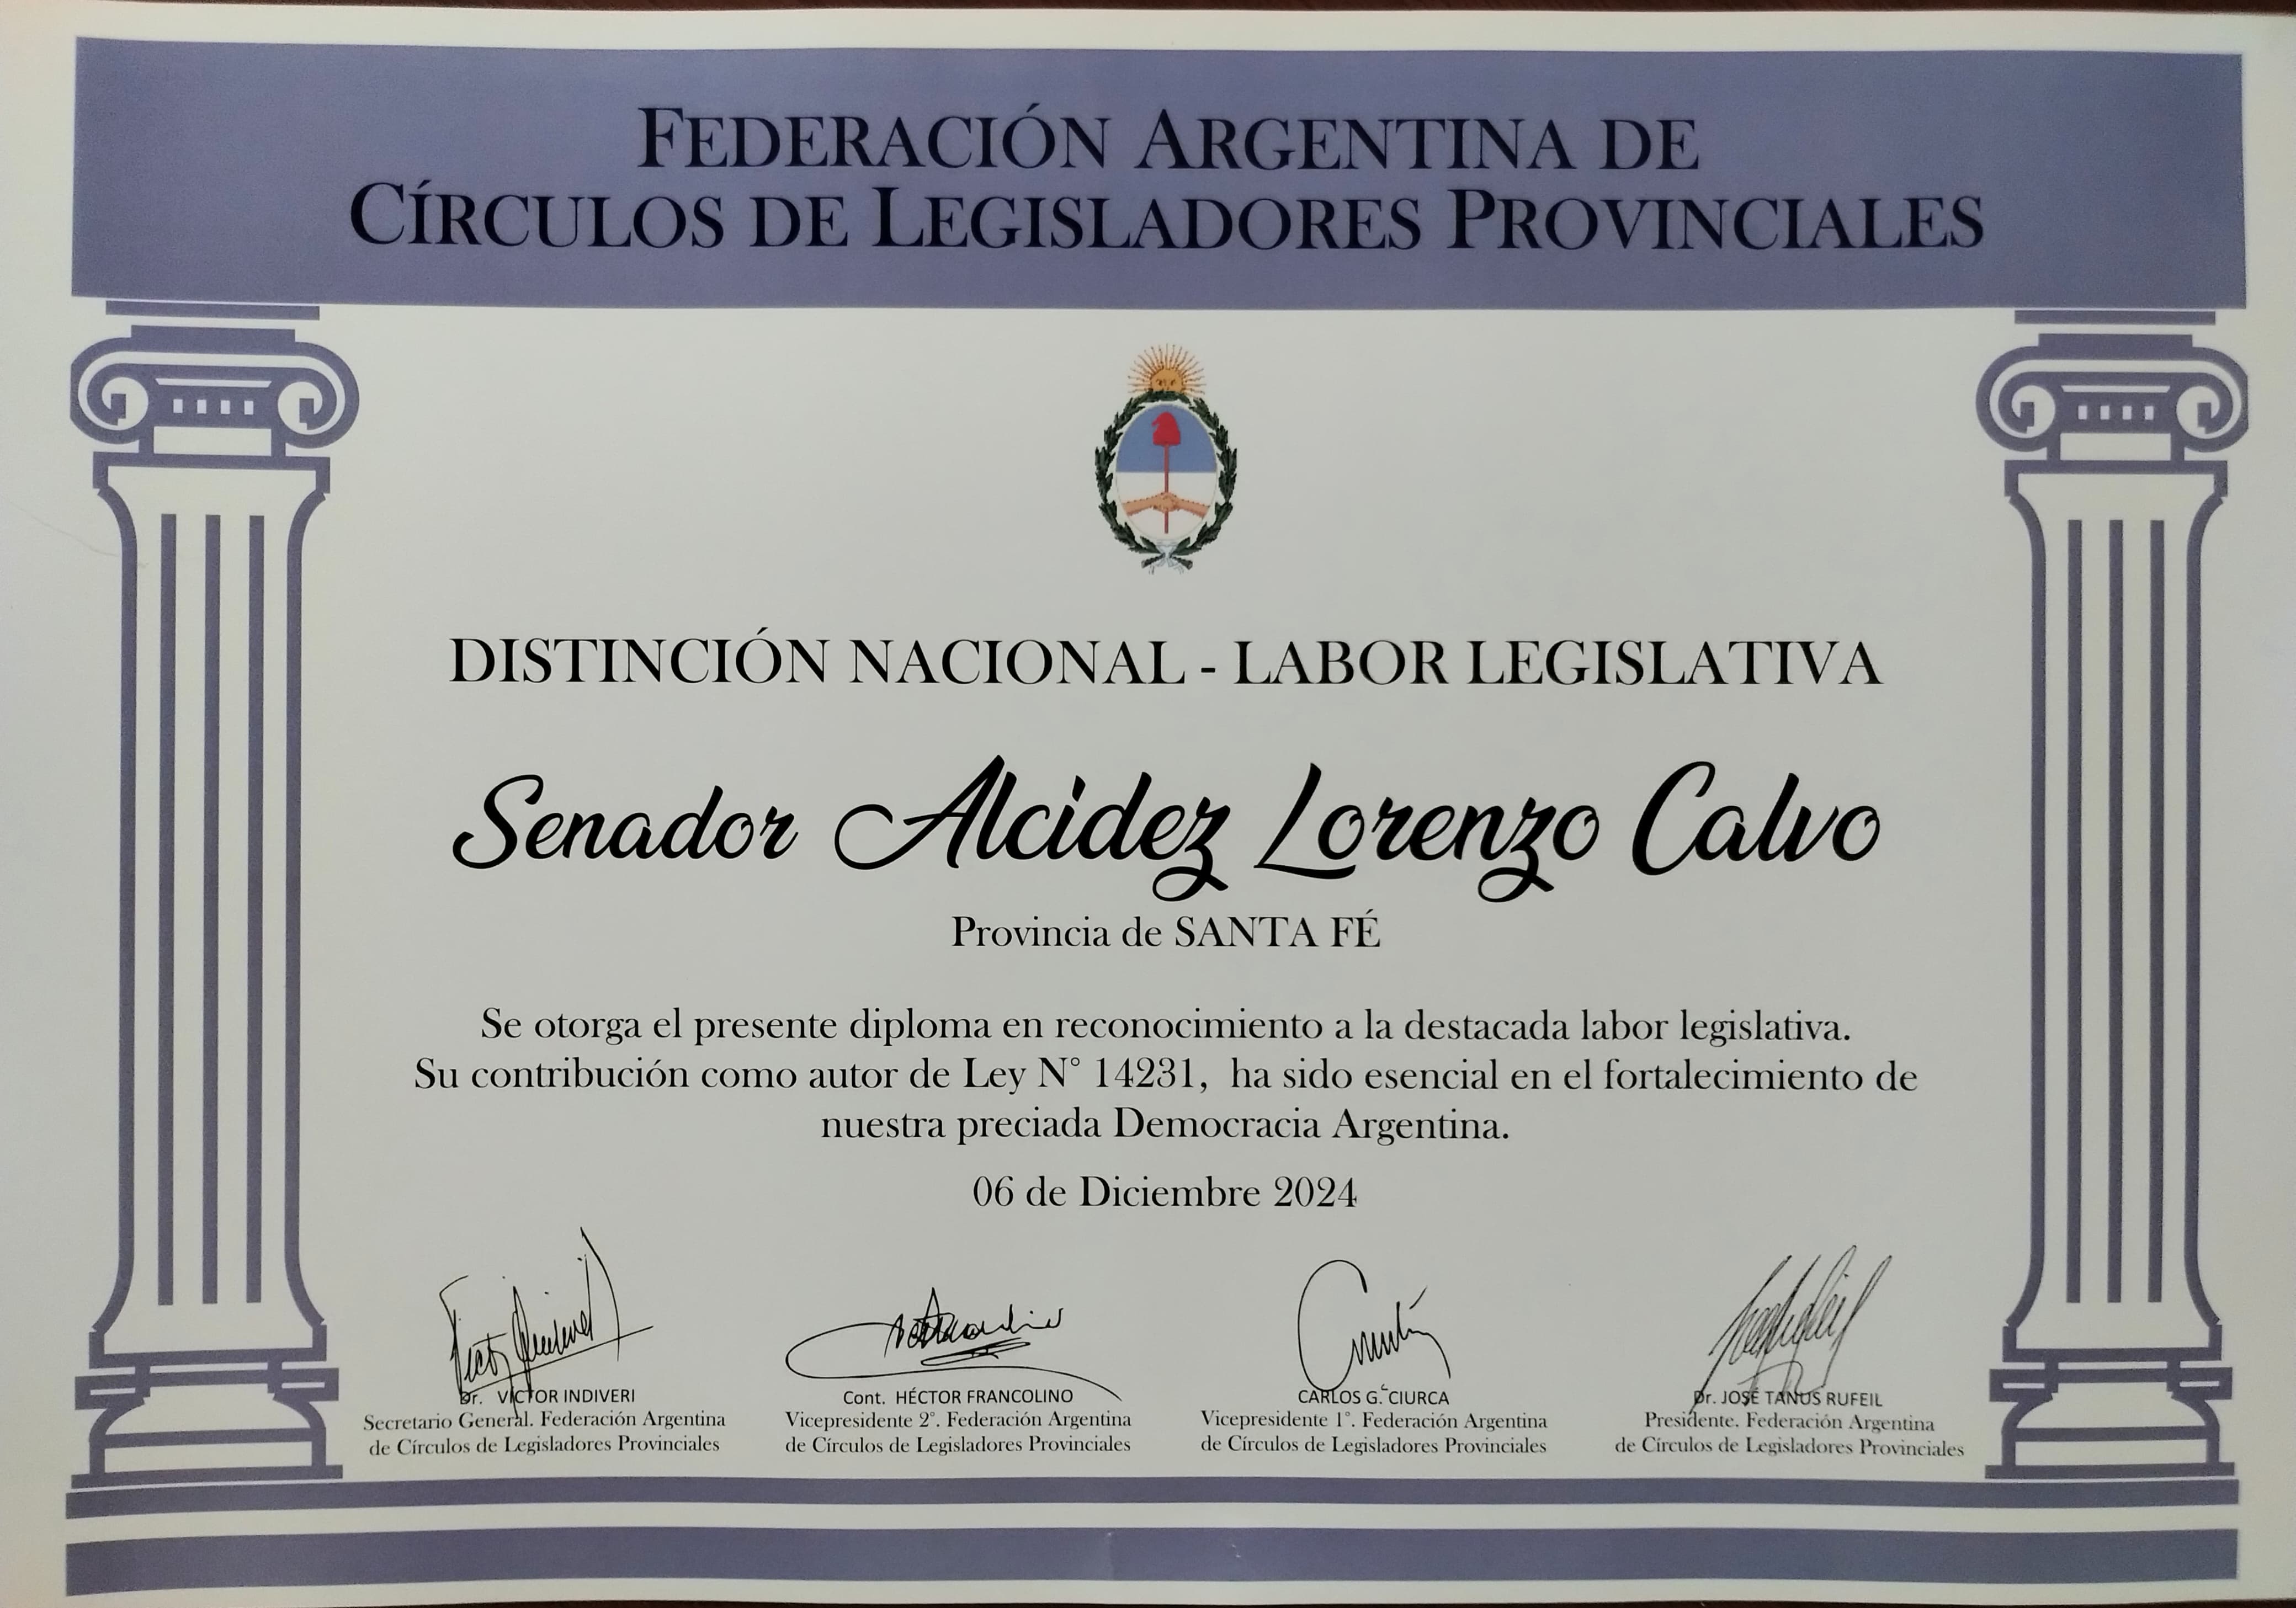 FEDERACIÓN ARGENTINA DE
CÍRCULOS DE LEGISLADORES PROVINCIALES
DISTINCIÓN NACIONAL - LABOR LEGISLATIVA
Senador Alcidez Lorenzo Calvo
Provincia de SANTA FÉ
Se otorga el presente diploma en reconocimiento a la destacada labor legislativa.
Su contribución como autor de Ley N° 14231, ha sido esencial en el fortalecimiento de
nuestra preciada Democracia Argentina.
06 de Diciembre 2024
Dr. VICTOR INDIVERI
Secretario General. Federación Argentina
de Círculos de Legisladores Provinciales
Cont. HÉCTOR FRANCOLINO
Vicepresidente 2°. Federación Argentina
de Círculos de Legisladores Provinciales
CARLOS G. CIURCA
Vicepresidente 1°. Federación Argentina
de Círculos de Legisladores Provinciales
Dr. JOSÉ TANUS RUFEIL
Presidente. Federación Argentina
de Círculos de Legisladores Provinciales